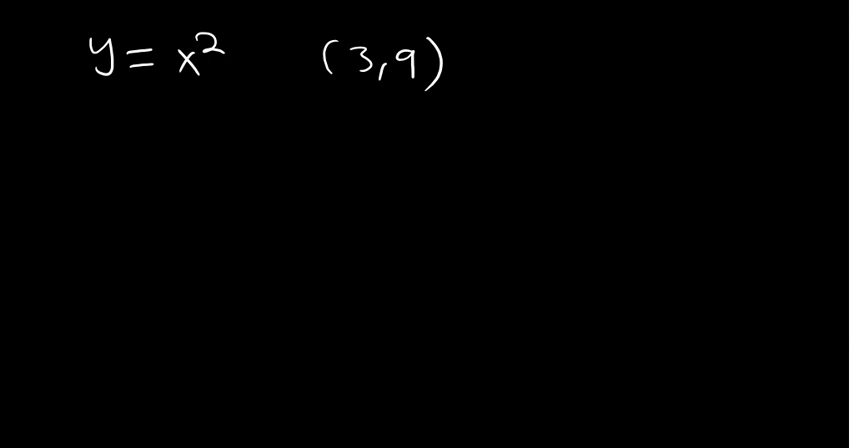 y = x² (3,9)